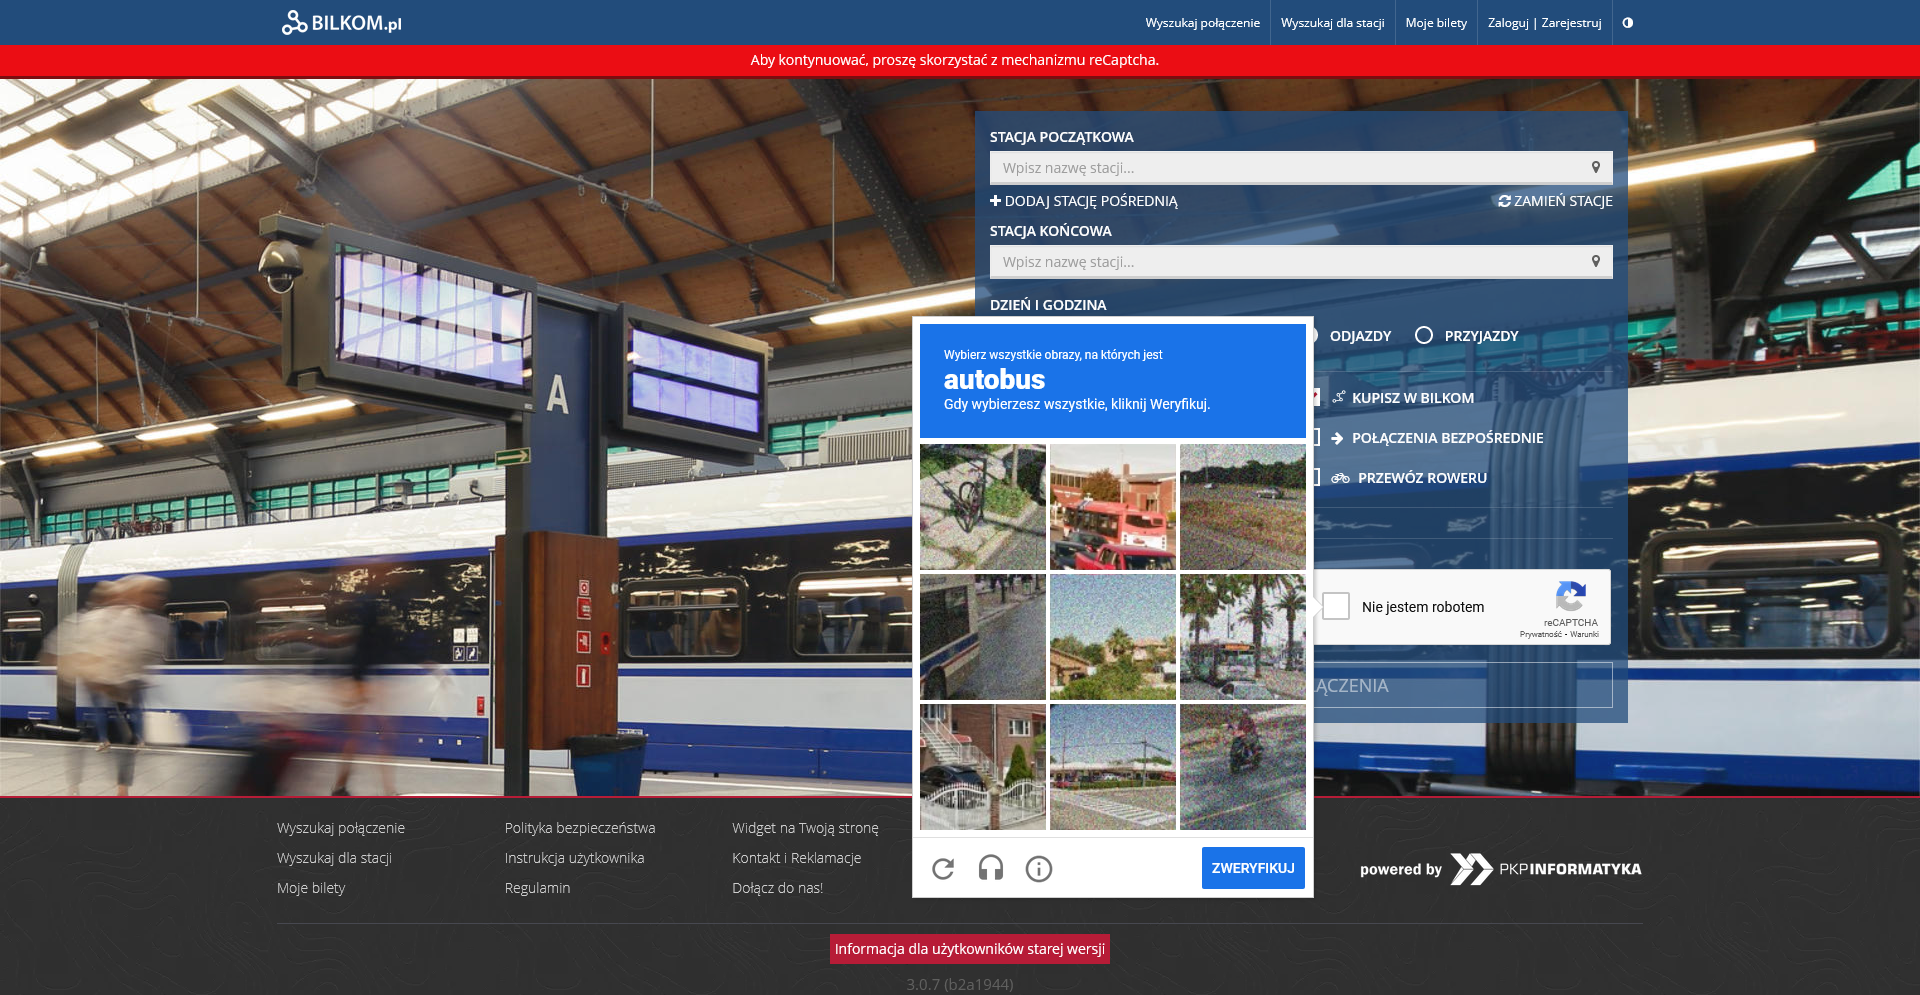 BILKOM.pl
Wyszukaj połączenie
Wyszukaj dla stacji
Moje bilety
Zaloguj | Zarejestruj
Aby kontynuować, proszę skorzystać z mechanizmu reCaptcha.
STACJA POCZĄTKOWA
Wpisz nazwę stacji...
DODAJ STACJĘ POŚREDNIĄ
ZAMIEŃ STACJE
STACJA KOŃCOWA
Wpisz nazwę stacji...
DZIEŃ I GODZINA
ODJAZDY
PRZYJAZDY
KUPISZ W BILKOM
POŁĄCZENIA BEZPOŚREDNIE
PRZEWÓZ ROWERU
A
Wybierz wszystkie obrazy, na których jest
autobus
Gdy wybierzesz wszystkie, kliknij Weryfikuj.
Nie jestem robotem
reCAPTCHA
Prywatność - Warunki
ĄCZENIA
ZWERYFIKUJ
Wyszukaj połączenie
Wyszukaj dla stacji
Moje bilety
Polityka bezpieczeństwa
Instrukcja użytkownika
Regulamin
Widget na Twoją stronę
Kontakt i Reklamacje
Dołącz do nas!
powered by PKPINFORMATYKA
Informacja dla użytkowników starej wersji
3.0.7 (b2a1944)